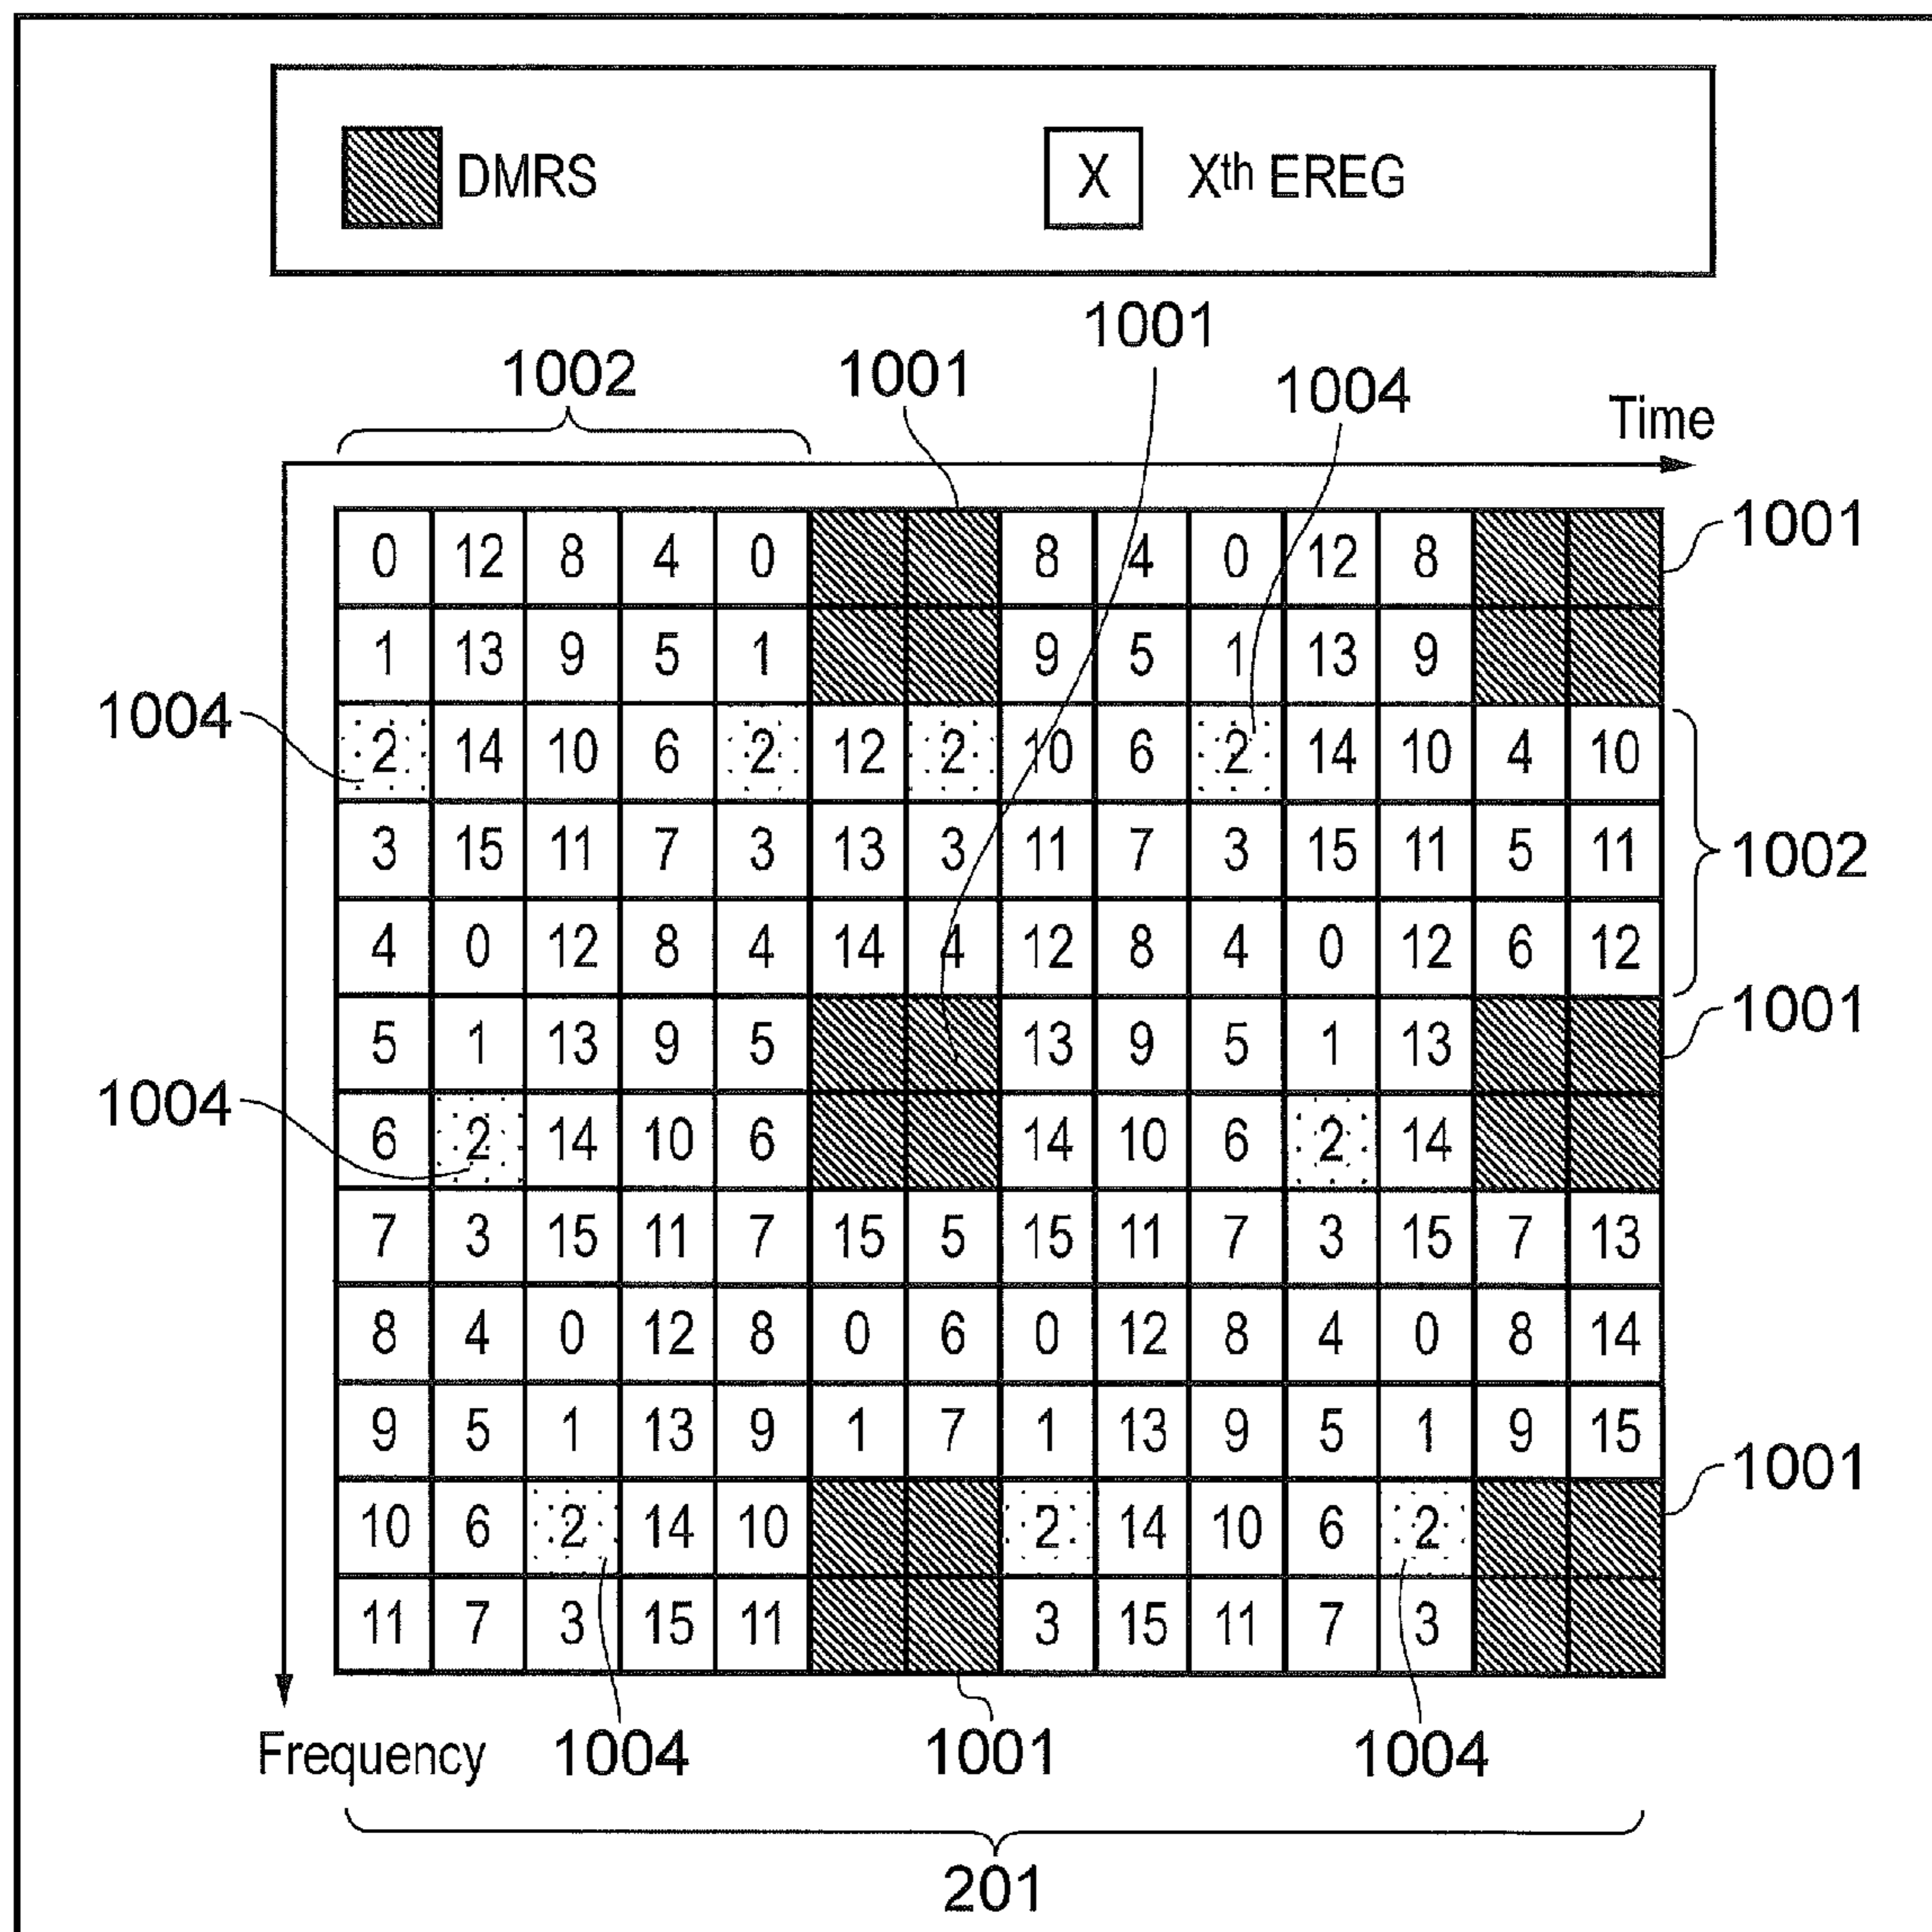 DMRS X Xth EREG
1001
1002 1001 1004
Time
0 12 8 4 0 8 4 0 12 8 1001
1 13 9 5 1 9 5 1 13 9
1004 2 14 10 6 2 12 2 10 6 2 14 10 4 10
3 15 11 7 3 13 3 11 7 3 15 11 5 11 1002
4 0 12 8 4 14 4 12 8 4 0 12 6 12
5 1 13 9 5 13 9 5 1 13 1001
1004 6 2 14 10 6 14 10 6 2 14
7 3 15 11 7 15 5 15 11 7 3 15 7 13
8 4 0 12 8 0 6 0 12 8 4 0 8 14
9 5 1 13 9 1 7 1 13 9 5 1 9 15 1001
10 6 2 14 10 2 14 10 6 2
11 7 3 15 11 3 15 11 7 3
Frequency 1004 1001 1004
201